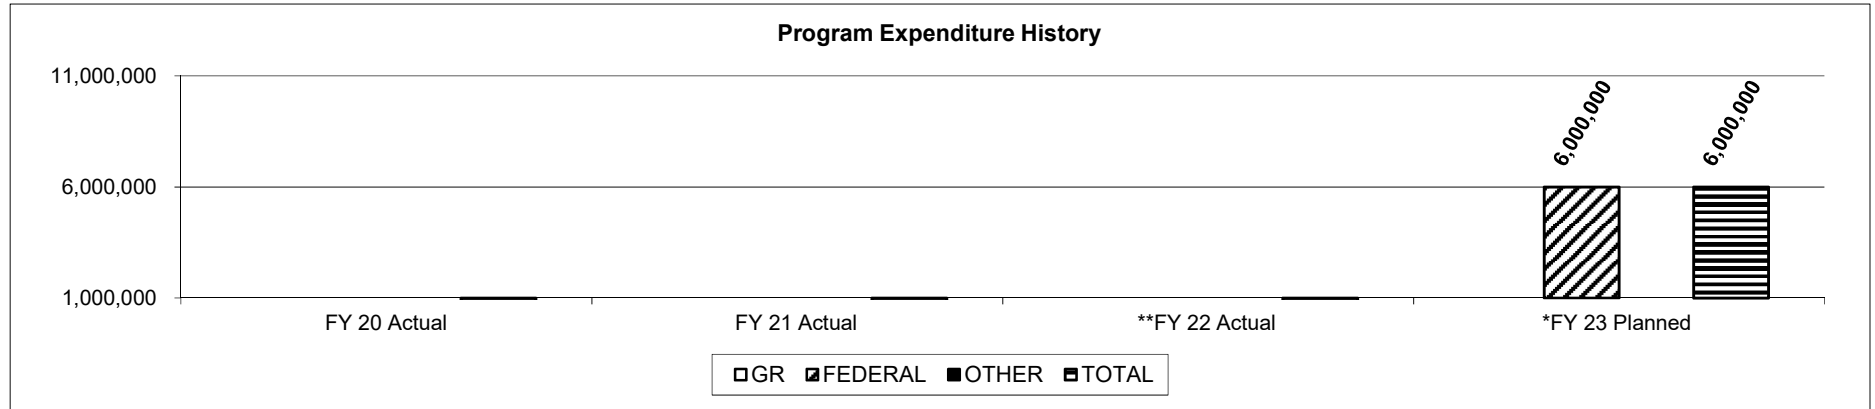 Program Expenditure History
11,000,000
6,000,000
1,000,000
6,000,000
6,000,000
FY 20 Actual
FY 21 Actual
**FY 22 Actual
*FY 23 Planned
GR FEDERAL OTHER TOTAL